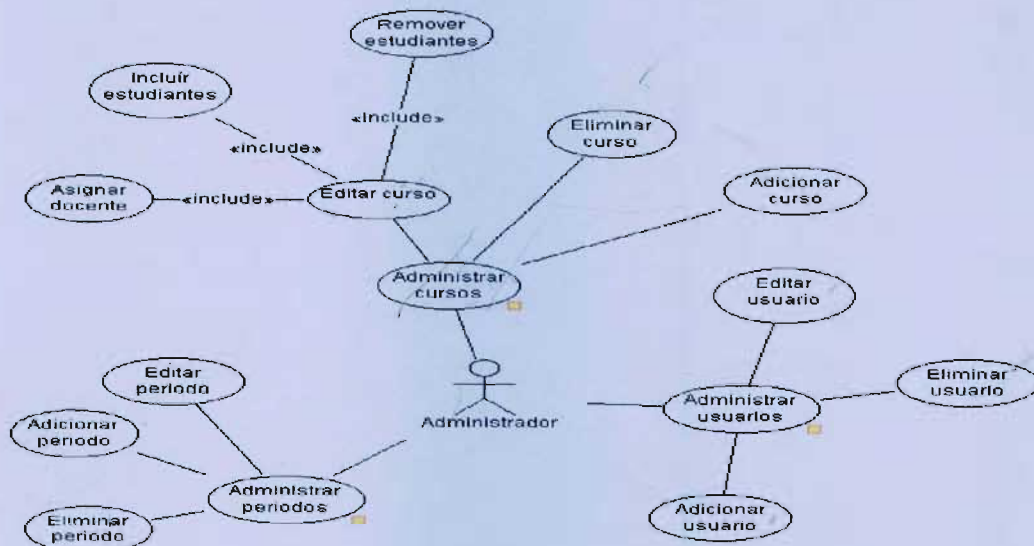 Remover
estudiantes
Incluír
estudiantes
«include»
Eliminar
curso
«include»
Asignar
docente
«include»
Editar curso
Adicionar
curso
Administrar
cursos
Editar
usuario
Editar
periodo
Eliminar
usuario
Administrar
usuarios
Administrador
Adicionar
periodo
Administrar
periodos
Eliminar
periodo
Adicionar
usuario